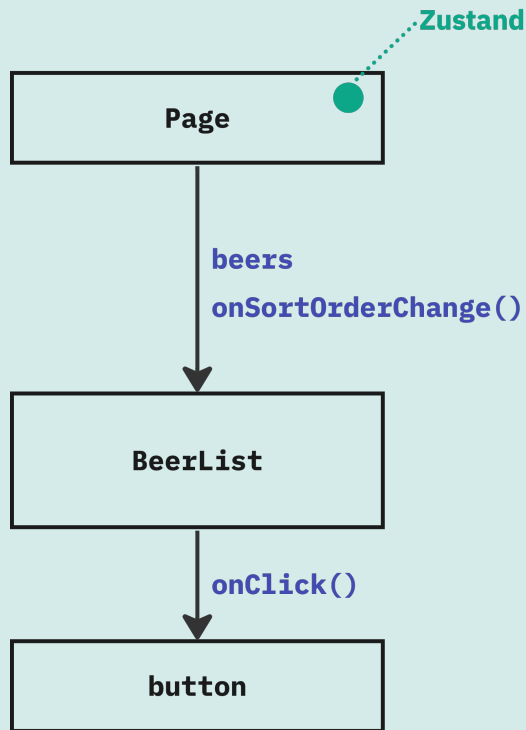 Zustand
Page
beers
onSortOrderChange()
BeerList
onClick()
button